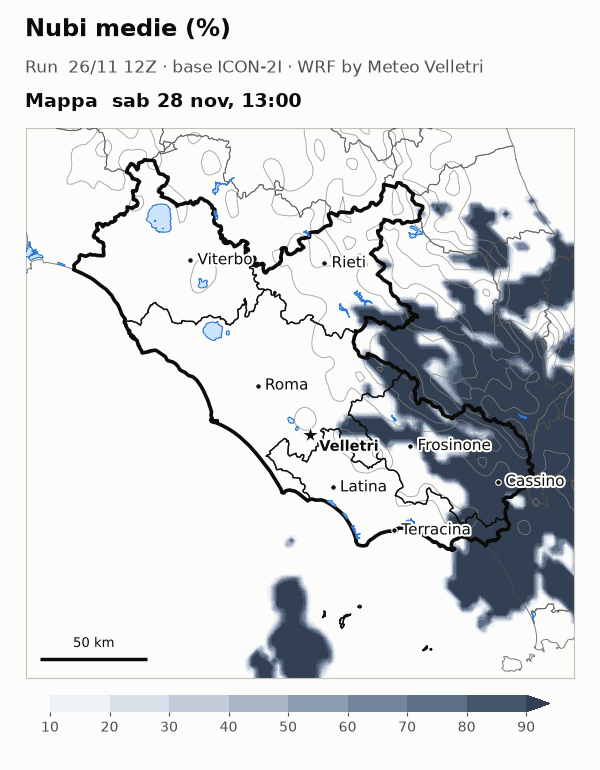 Nubi medie (%)
Run  26/11 12Z · base ICON-2I · WRF by Meteo Velletri
Mappa  sab 28 nov, 13:00
Viterbo
Rieti
Roma
Velletri
Frosinone
Cassino
Latina
Terracina
50 km
10 20 30 40 50 60 70 80 90